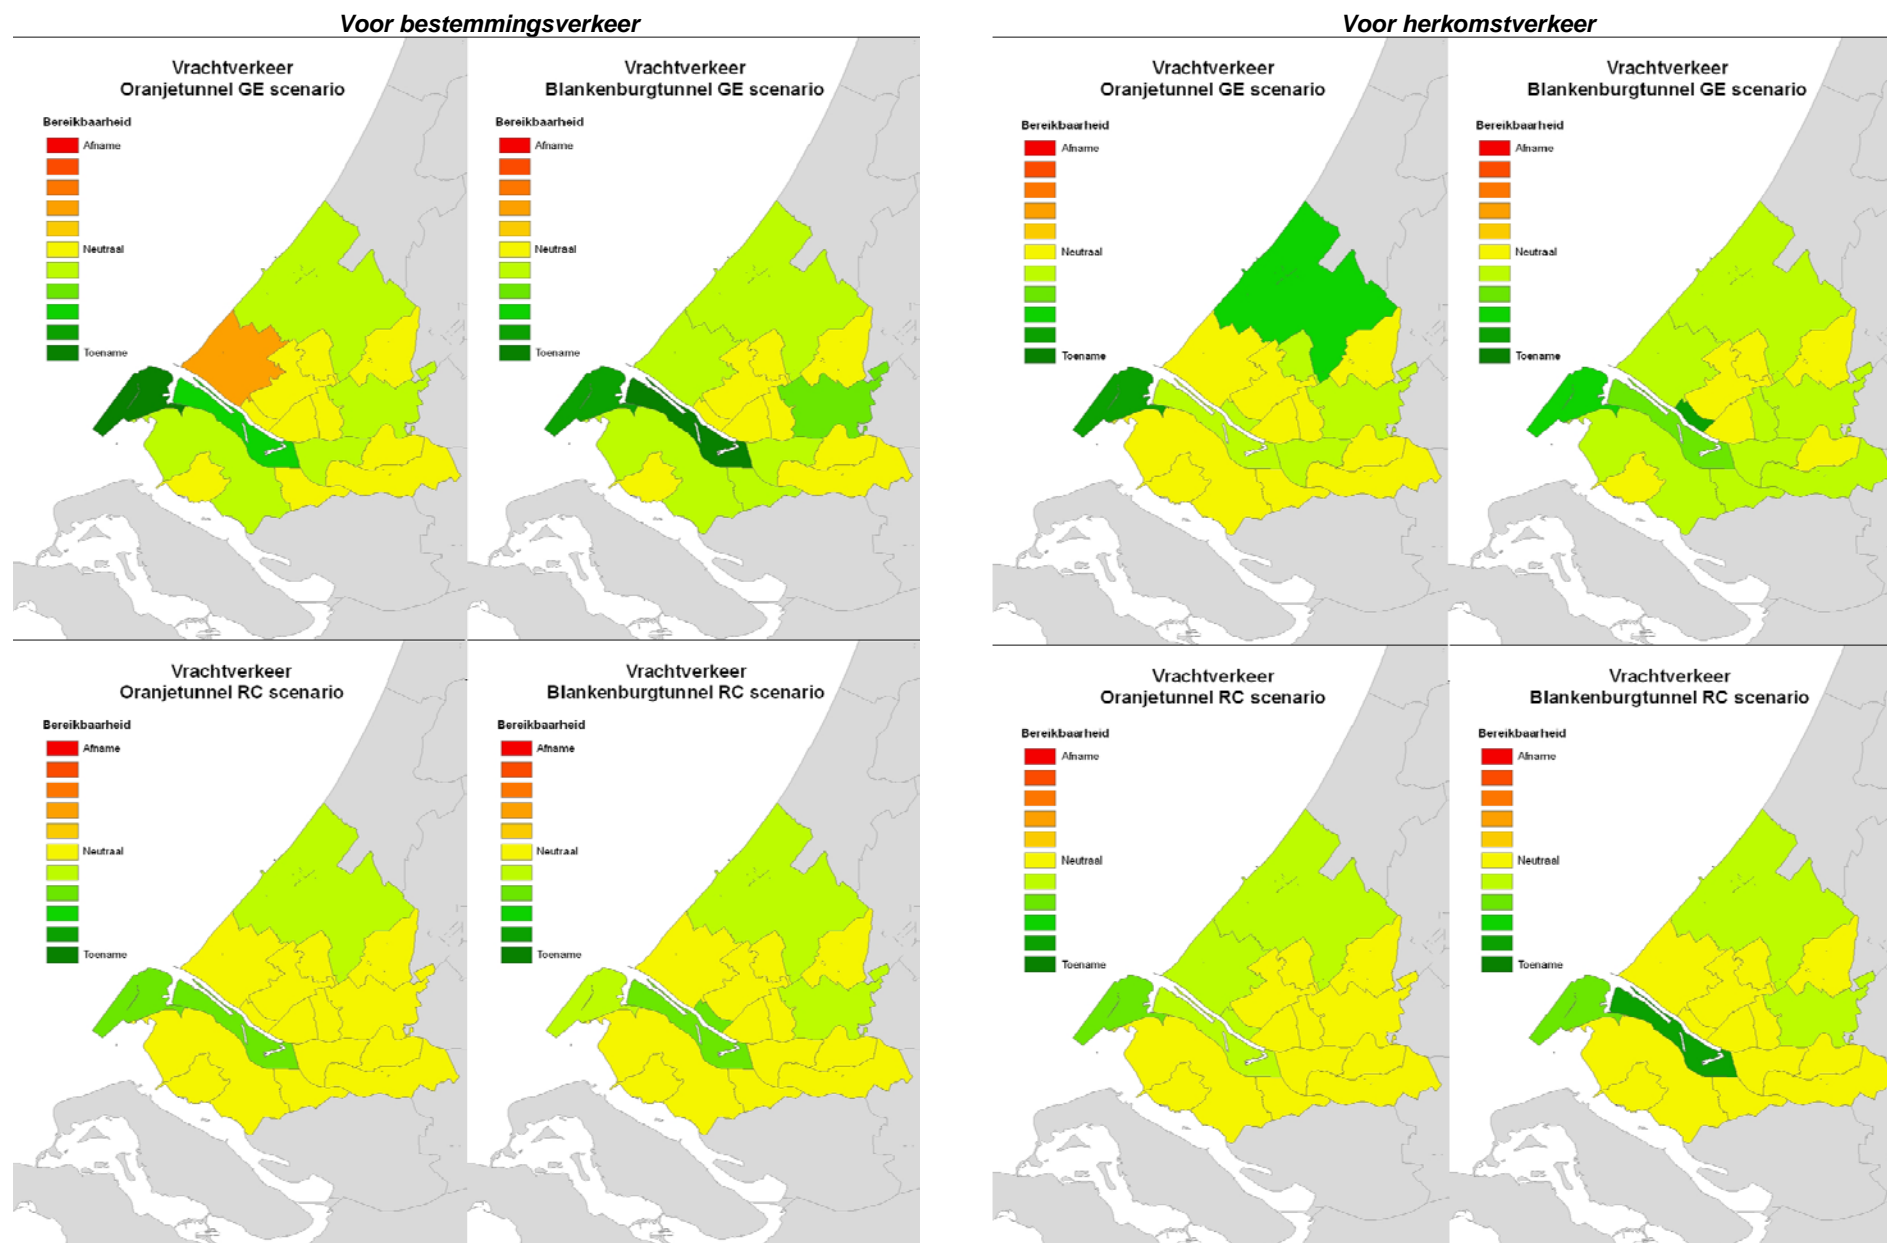 Voor bestemmingsverkeer
Vrachtverkeer
Oranjetunnel GE scenario
Bereikbaarheid
Afname
Neutraal
Toename
Vrachtverkeer
Blankenburgtunnel GE scenario
Bereikbaarheid
Afname
Neutraal
Toename
Vrachtverkeer
Oranjetunnel RC scenario
Bereikbaarheid
Afname
Neutraal
Toename
Vrachtverkeer
Blankenburgtunnel RC scenario
Bereikbaarheid
Afname
Neutraal
Toename
Voor herkomstverkeer
Vrachtverkeer
Oranjetunnel GE scenario
Bereikbaarheid
Afname
Neutraal
Toename
Vrachtverkeer
Blankenburgtunnel GE scenario
Bereikbaarheid
Afname
Neutraal
Toename
Vrachtverkeer
Oranjetunnel RC scenario
Bereikbaarheid
Afname
Neutraal
Toename
Vrachtverkeer
Blankenburgtunnel RC scenario
Bereikbaarheid
Afname
Neutraal
Toename